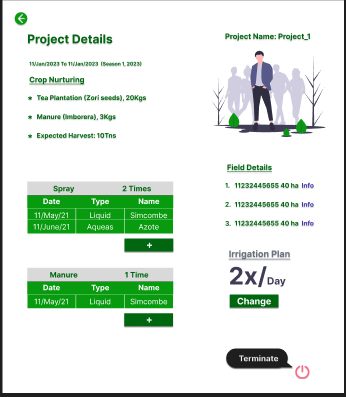 Project Details
11/Jan/2023 To 11/Jan/2023 (Season 1, 2023)
Crop Nurturing
* Tea Plantation (Zori seeds), 20Kgs
* Manure (Imborera), 3Kgs
* Expected Harvest: 10Tns
Spray 2 Times
Date Type Name
11/May/21 Liquid Simcombe
11/June/21 Aqueas Azote
+
Manure 1 Time
Date Type Name
11/May/21 Liquid Simcombe
+
Project Name: Project_1
Field Details
1. 11232445655 40 ha Info
2. 11232445655 40 ha Info
3. 11232445655 40 ha Info
Irrigation Plan
2x/Day
Change
Terminate